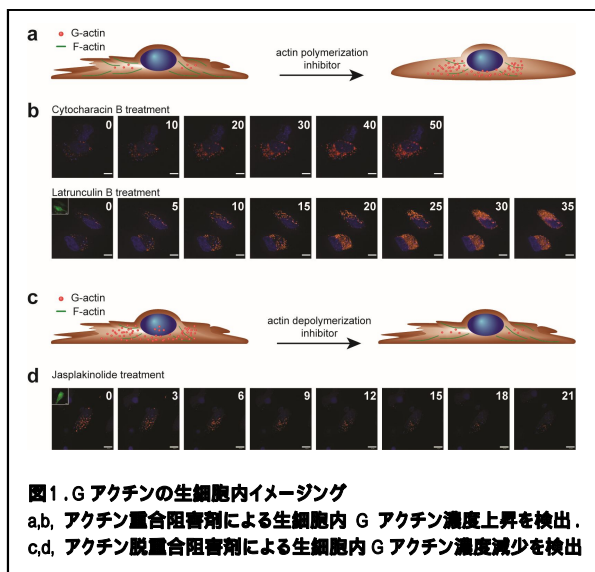 a
G-actin
F-actin
actin polymerization
inhibitor
b
Cytocharacin B treatment
0 10 20 30 40 50
Latrunculin B treatment
0 5 10 15 20 25 30 35
c
G-actin
F-actin
actin depolymerization
inhibitor
d
Jasplakinolide treatment
0 3 6 9 12 15 18 21
図1.Gアクチンの生細胞内イメージング
a,b, アクチン重合阻害剤による生細胞内 G アクチン濃度上昇を検出.
c,d, アクチン脱重合阻害剤による生細胞内 G アクチン濃度減少を検出